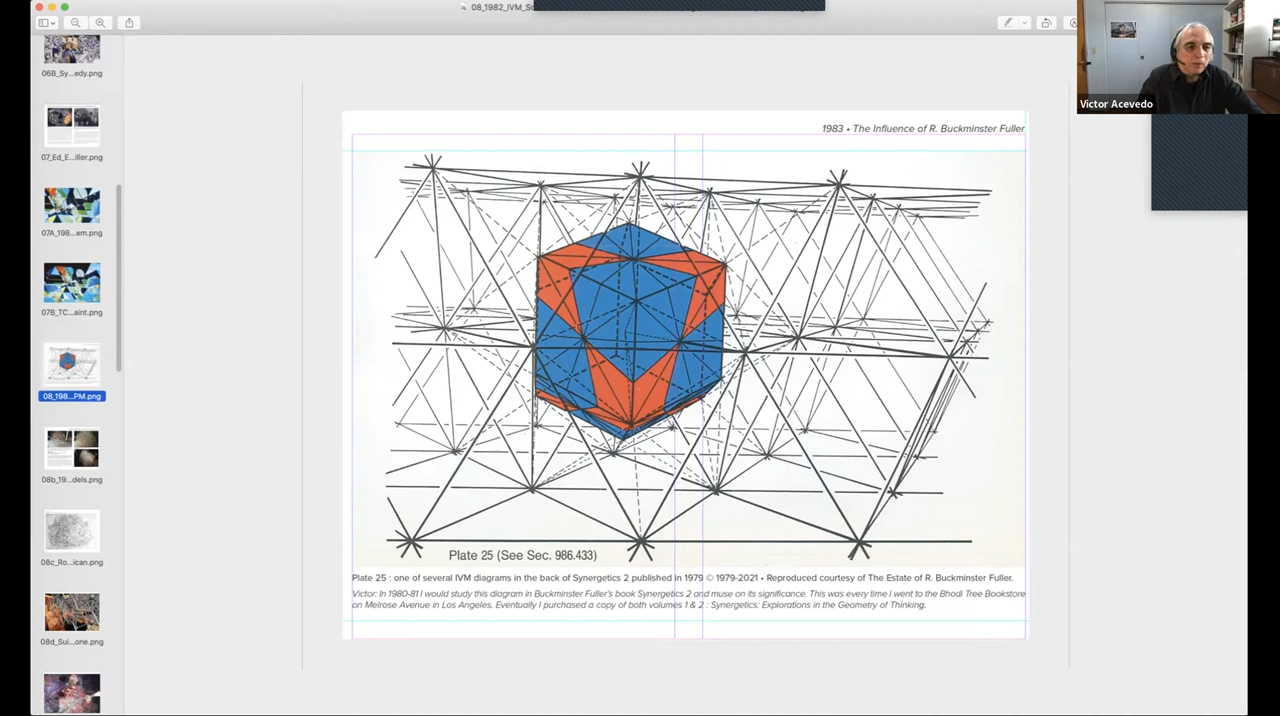 08_1982_IVM_Sc
06B_Sy...edy.png
07_Ed_E...iller.png
07A_198...em.png
07B_TC...aint.png
08_198...PM.png
08b_19...dels.png
08c_Ro...ican.png
08d_Sui...one.png
Victor Acevedo
1983 • The Influence of R. Buckminster Fuller
Plate 25 (See Sec. 986.433)
Plate 25 : one of several IVM diagrams in the back of Synergetics 2 published in 1979 © 1979-2021 • Reproduced courtesy of The Estate of R. Buckminster Fuller.
Victor: In 1980-81 I would study this diagram in Buckminster Fuller's book Synergetics 2 and muse on its significance. This was every time I went to the Bhodi Tree Bookstore
on Melrose Avenue in Los Angeles. Eventually I purchased a copy of both volumes 1 & 2 : Synergetics: Explorations in the Geometry of Thinking.